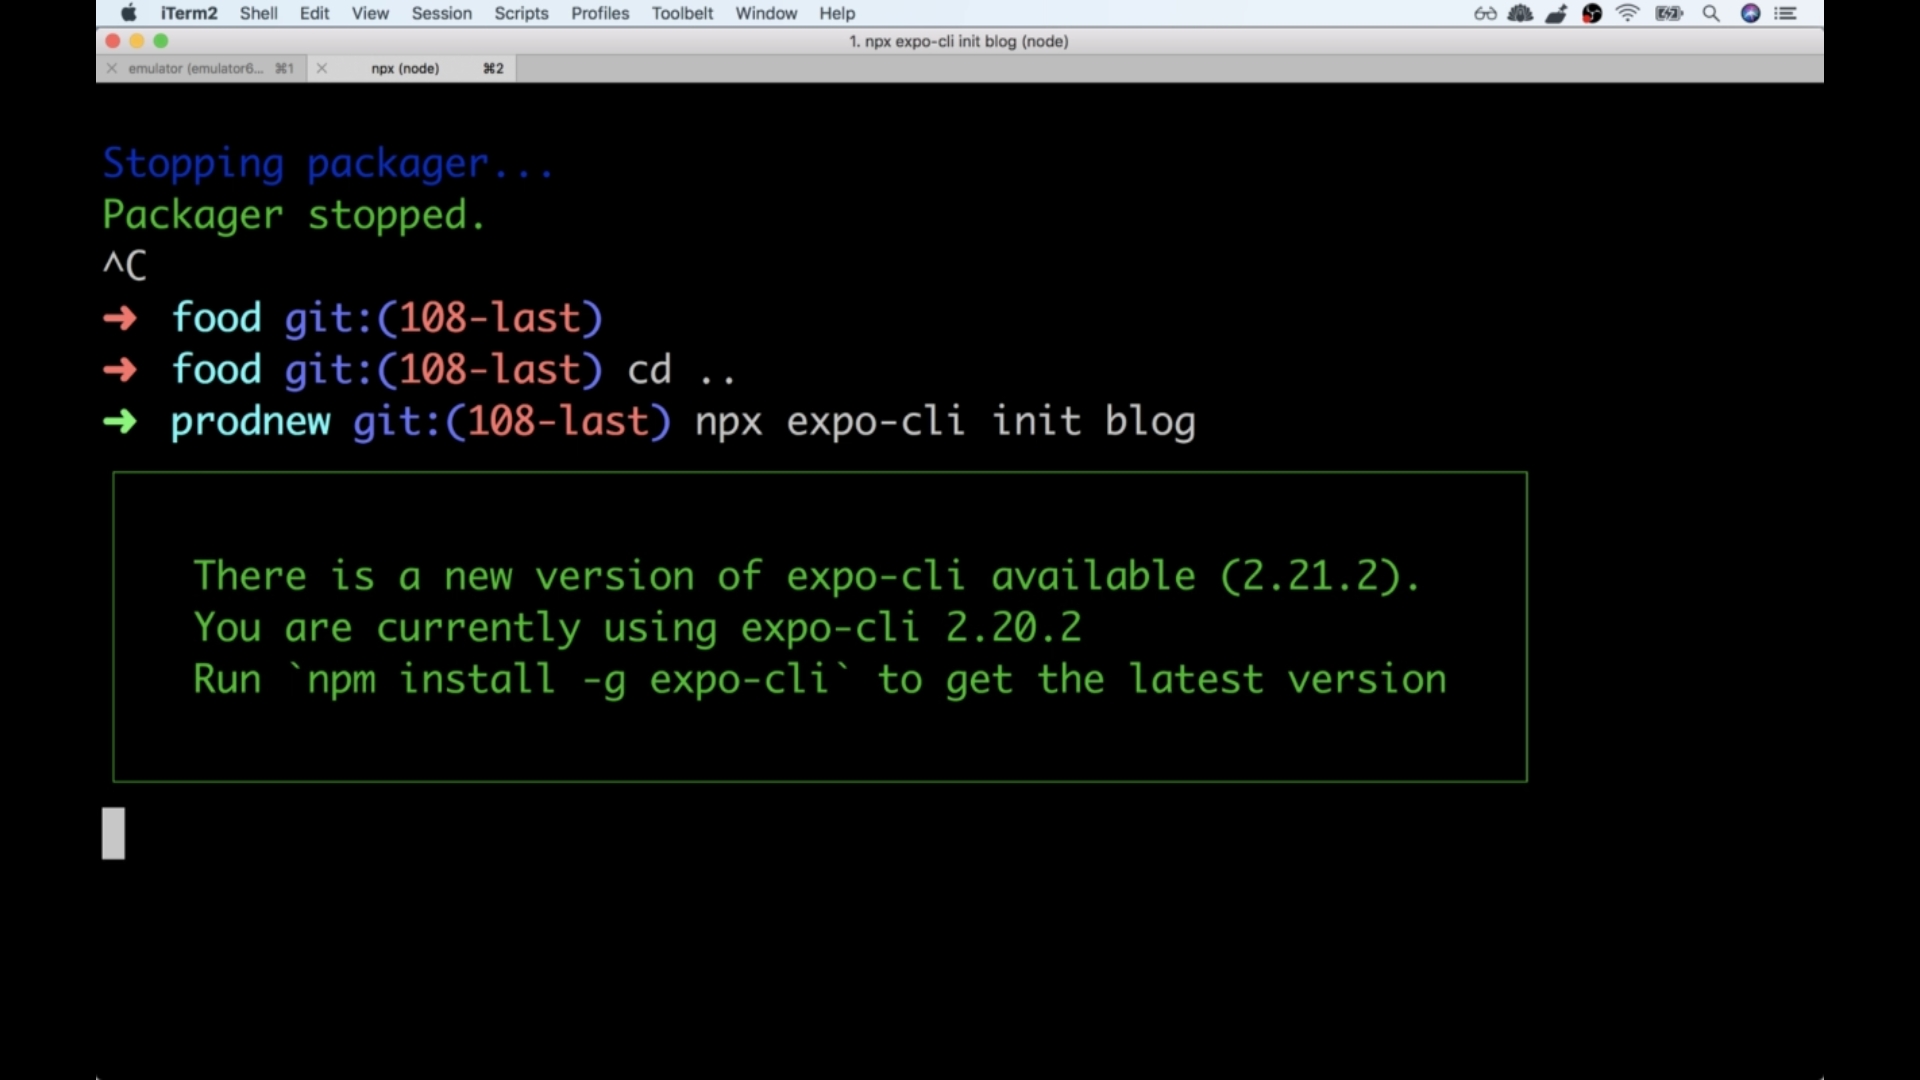 iTerm2 Shell Edit View Session Scripts Profiles Toolbelt Window Help
1. npx expo-cli init blog (node)
emulator (emulator6... ⌘1 npx (node) ⌘2
Stopping packager...
Packager stopped.
^C
➜ food git:(108-last)
➜ food git:(108-last) cd ..
➜ prodnew git:(108-last) npx expo-cli init blog
There is a new version of expo-cli available (2.21.2).
You are currently using expo-cli 2.20.2
Run `npm install -g expo-cli` to get the latest version